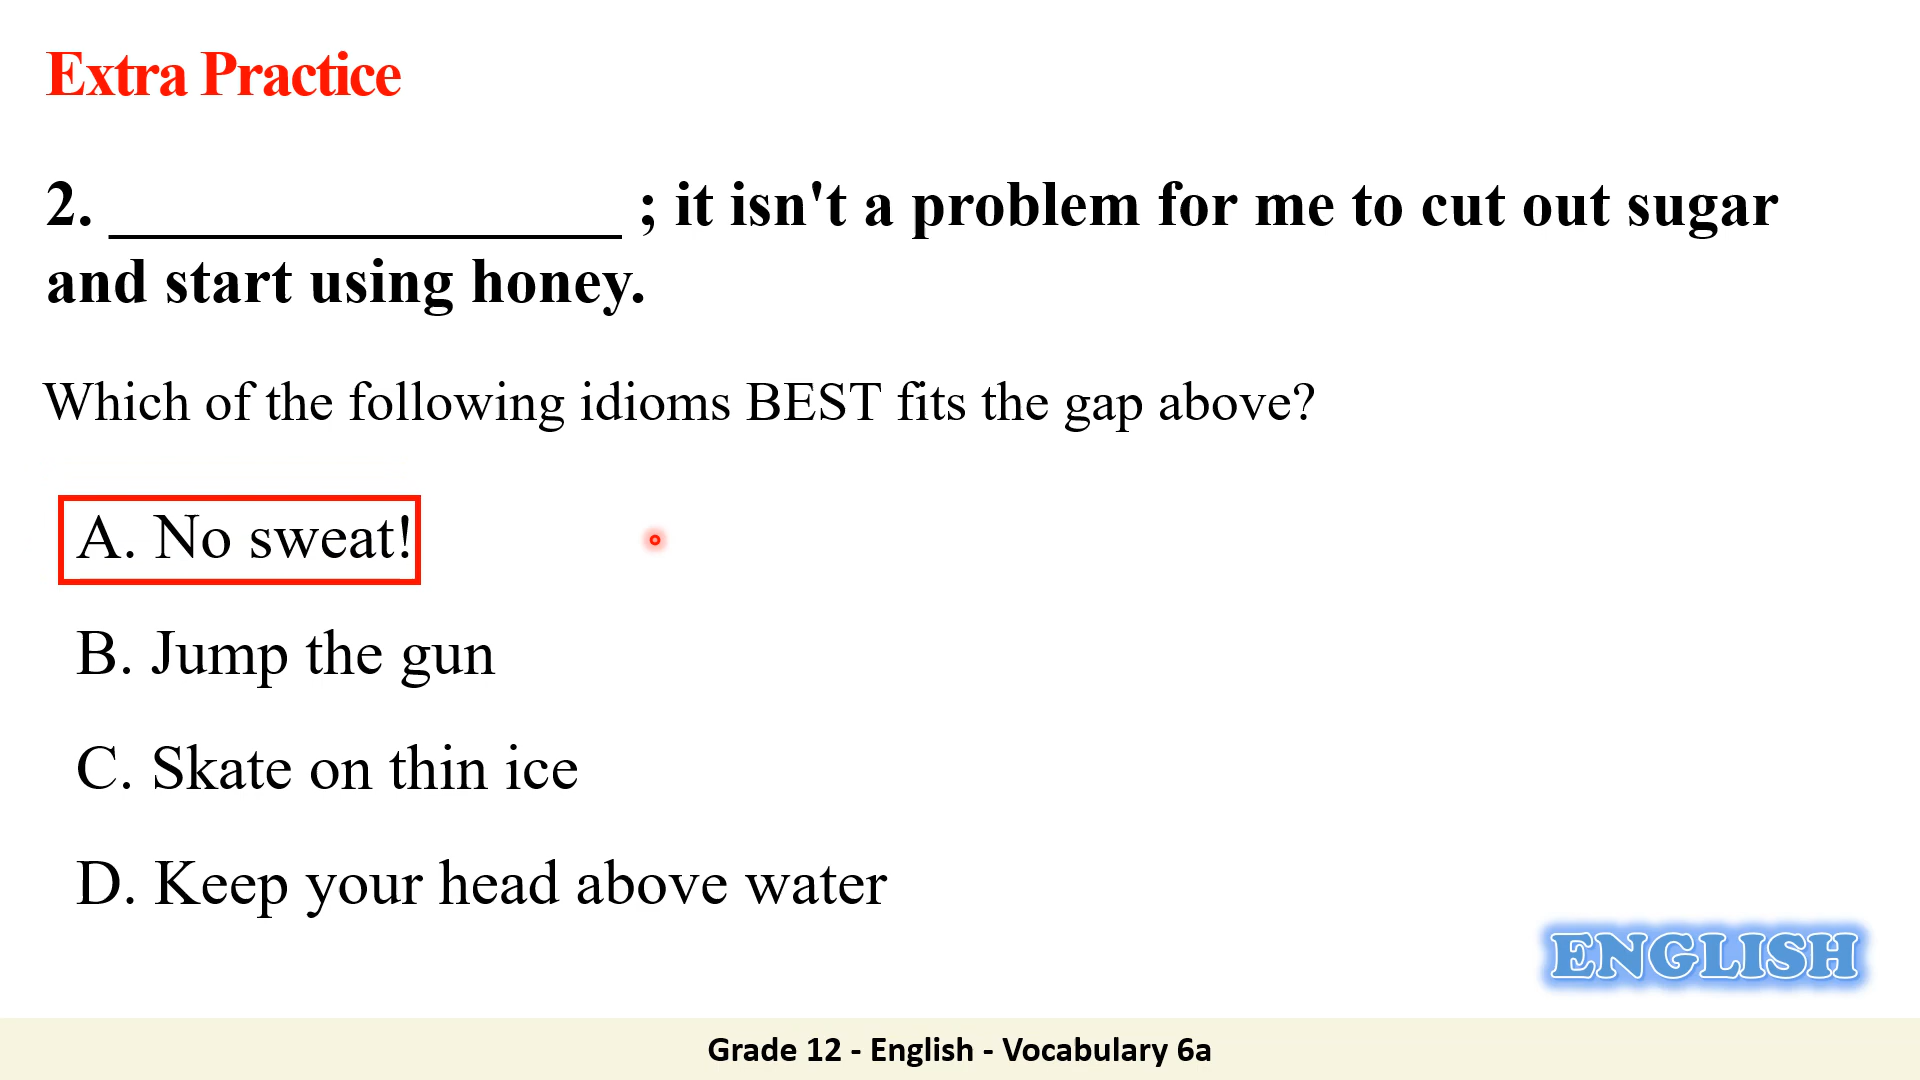 Extra Practice
2. ________________ ; it isn't a problem for me to cut out sugar
and start using honey.
Which of the following idioms BEST fits the gap above?
A. No sweat!
B. Jump the gun
C. Skate on thin ice
D. Keep your head above water
ENGLISH
Grade 12 - English - Vocabulary 6a